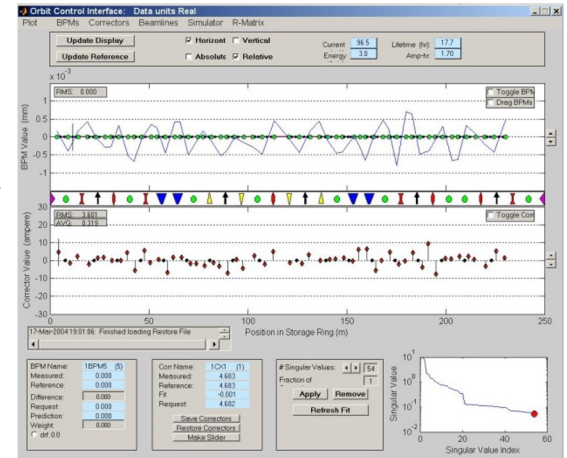 Orbit Control Interface: Data units Real
Plot BPMs Correctors Beamlines Simulator R-Matrix
Update Display
Horizont Vertical
Current 96.5 Lifetime (hr): 17.7
Update Reference
Absolute Relative
Energy 3.0 Amp-hr: 1.70
x 10-3
RMS: 0.000
Toggle BPM
Drag BPMs
BPM Value (mm)
1
0.5
0
-0.5
-1
30
RMS: 3.601
Toggle Corr
AVG: 0.319
Corrector Value (ampere)
20
10
0
-10
-20
-30
50 100 150 200 250
Position in Storage Ring (m)
17-Mar-2004 19:01:06: Finished loading Restore File
BPM Name: 1BPM5 (5)
Measured: 0.000
Reference: 0.000
Difference: 0.000
Request: 0.000
Prediction: 0.000
Weight: 0.000
drf: 0.0
Corr Name: 1CX1 (1)
Measured: 4.683
Reference: 4.683
Fit -0.001
Request: 4.682
Save Correctors
Restore Correctors
Make Slider
# Singular Values: 54
Fraction of 1
Apply Remove
Refresh Fit
Singular Value
10^1
10^0
10^-1
10^-2
0 20 40 60
Singular Value Index